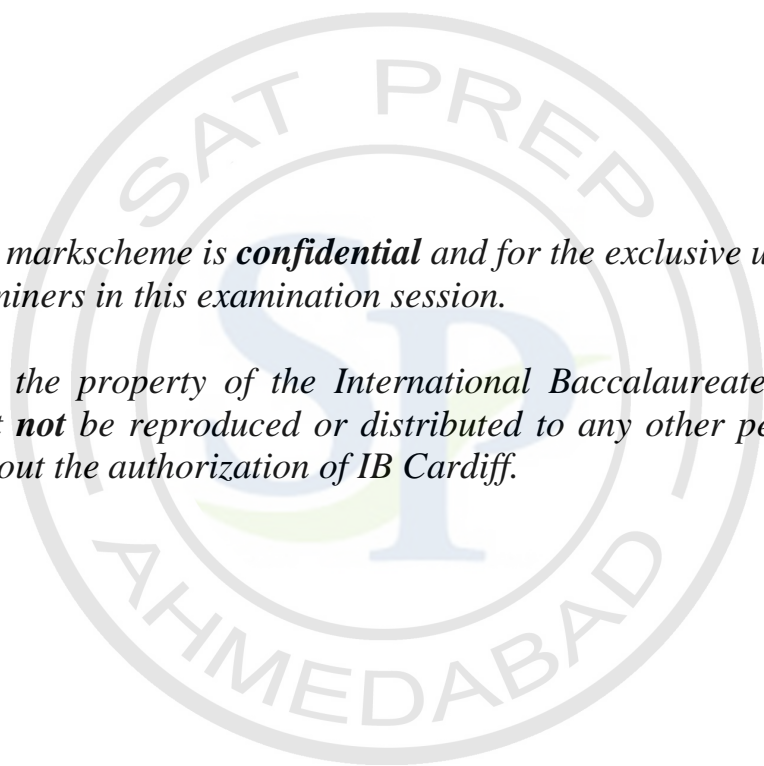 SAT PREP
markscheme is confidential and for the exclusive
in this examination session.
the property of the International Baccalaureate
not be reproduced or distributed to any other
the authorization of IB Cardiff.
SP
AHMEDABAD